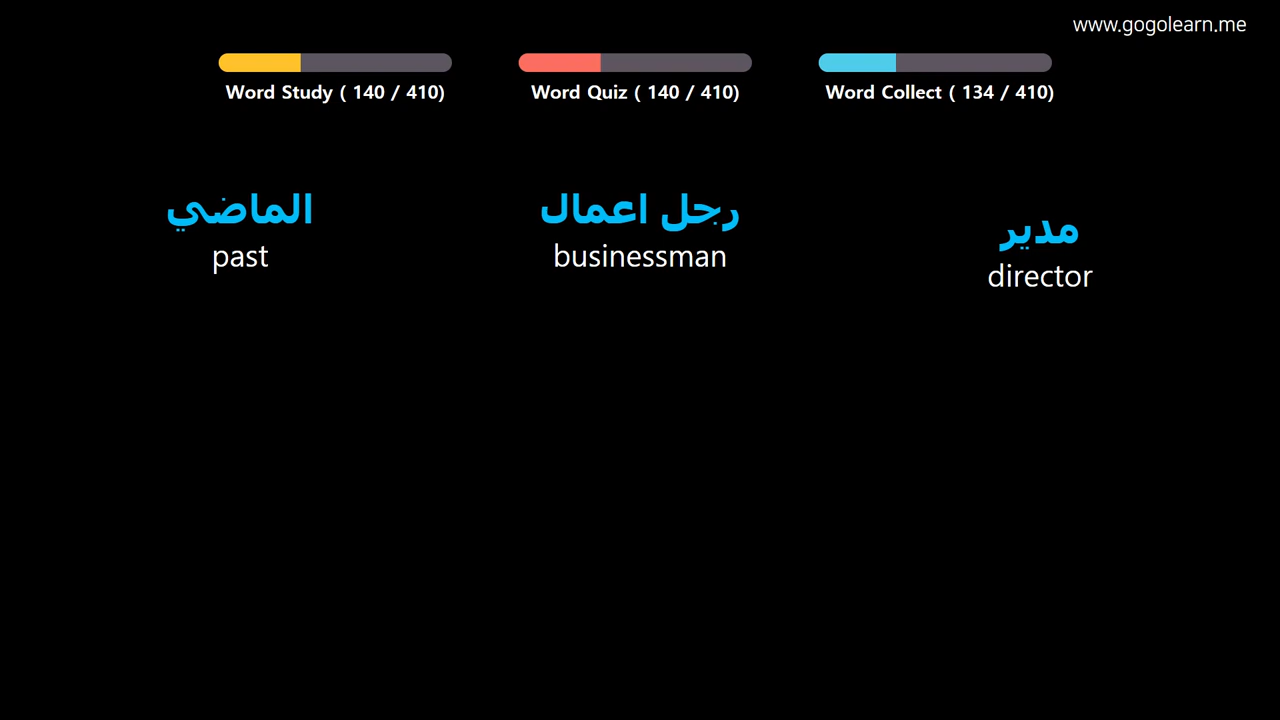 www.gogolearn.me
Word Study ( 140 / 410)
Word Quiz ( 140 / 410)
Word Collect ( 134 / 410)
الماضي
past
رجل اعمال
businessman
مدير
director